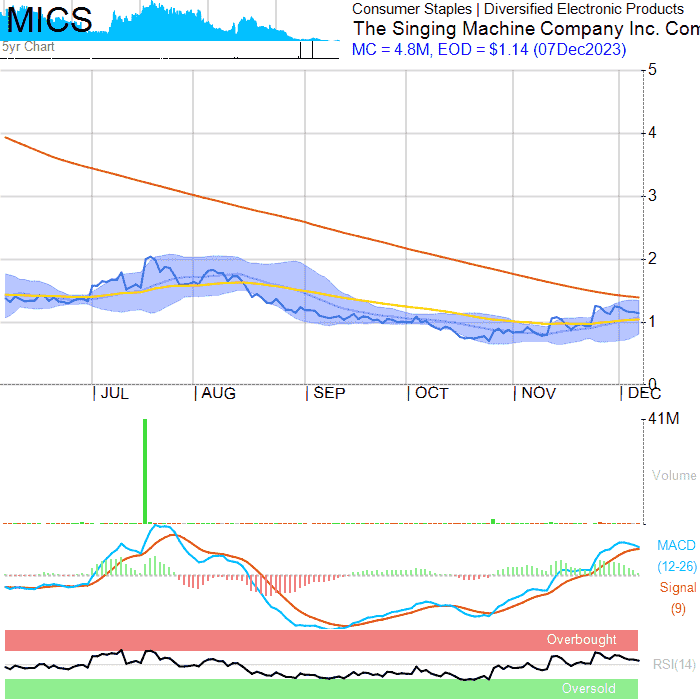 MICS
5yr Chart
Consumer Staples | Diversified Electronic Products
The Singing Machine Company Inc. Com
MC = 4.8M, EOD = $1.14 (07Dec2023)
5
4
3
2
1
0
JUL AUG SEP OCT NOV DEC
41M
Volume
MACD
(12-26)
Signal
(9)
Overbought
RSI(14)
Oversold